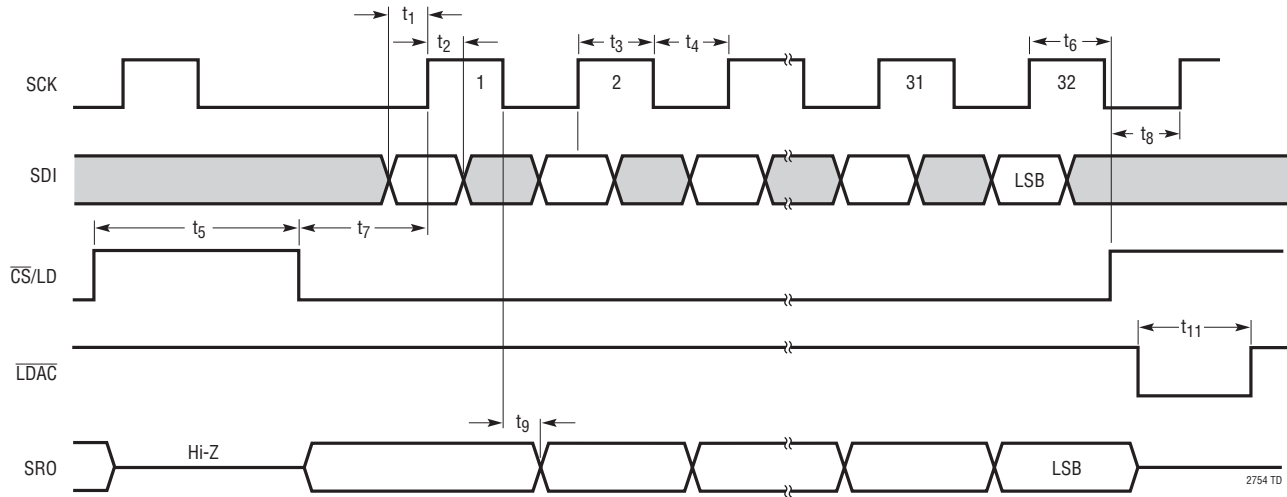 t1
t2
t3
t4
t6
SCK
1
2
31
32
t8
SDI
LSB
t5
t7
CS/LD
t11
LDAC
t9
Hi-Z
SRO
LSB
2754 TD